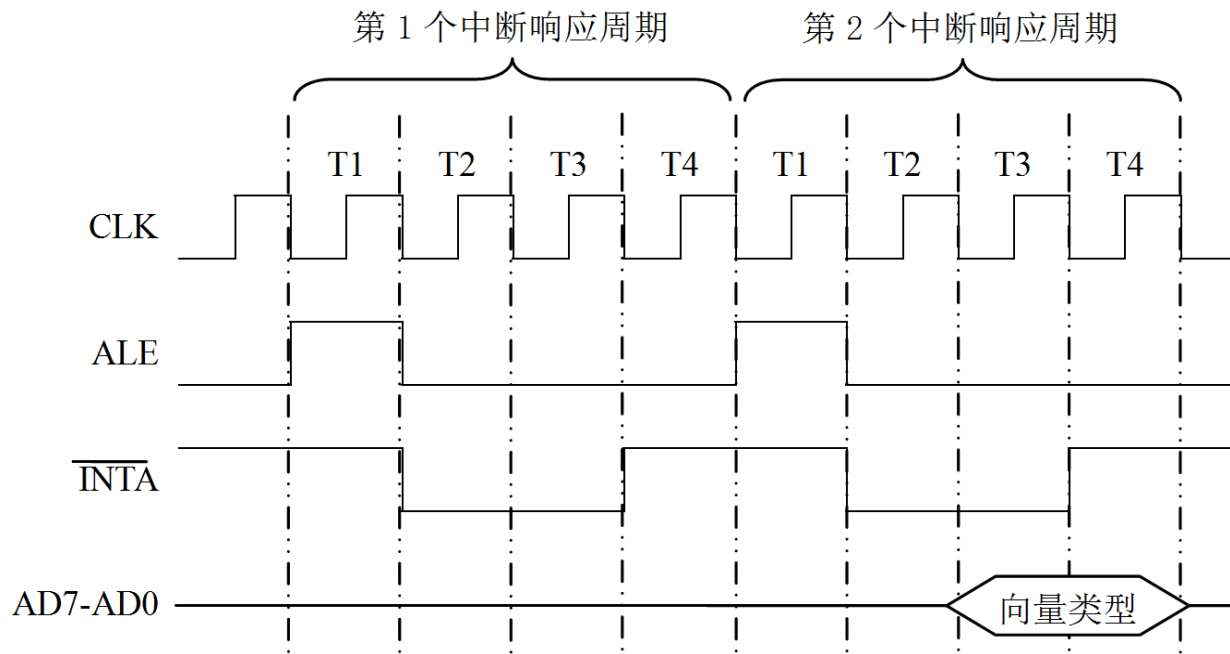 第 1 个中断响应周期 第 2 个中断响应周期
T1 T2 T3 T4 T1 T2 T3 T4
CLK
ALE
I̅N̅T̅A̅
AD7-AD0 向量类型